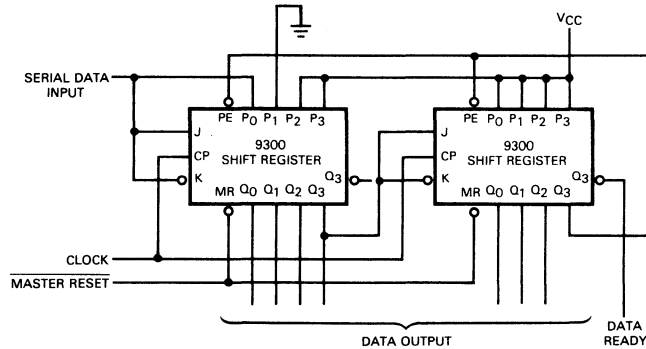 VCC
SERIAL DATA
INPUT
PE P0 P1 P2 P3
PE P0 P1 P2 P3
J
9300
SHIFT REGISTER
CP
K
Q3
MR Q0 Q1 Q2 Q3
J
9300
SHIFT REGISTER
CP
K
Q3
MR Q0 Q1 Q2 Q3
CLOCK
MASTER RESET
DATA OUTPUT
DATA
READY